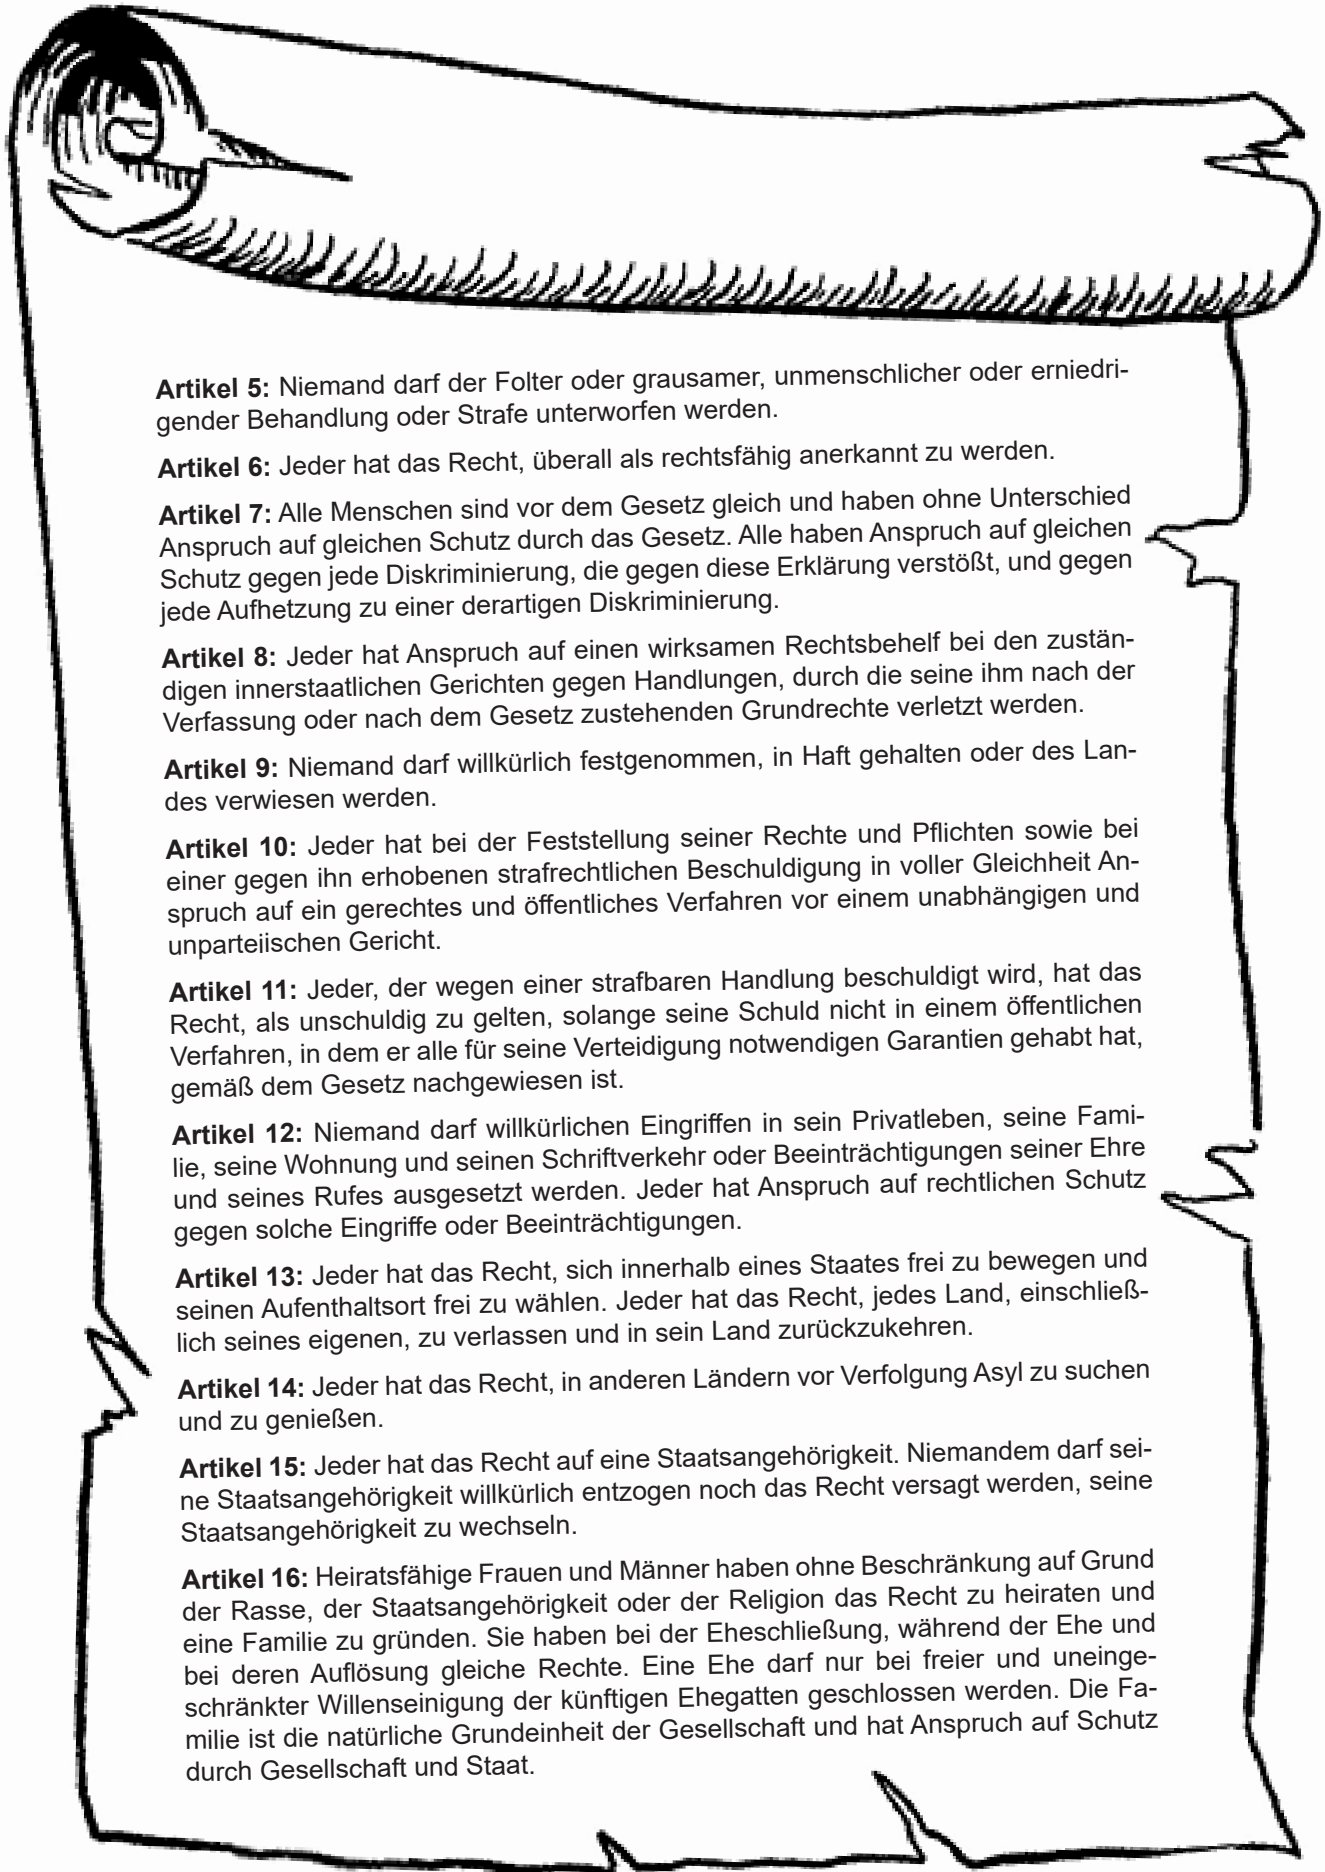 Artikel 5: Niemand darf der Folter oder grausamer, unmenschlicher oder erniedri-
gender Behandlung oder Strafe unterworfen werden.
Artikel 6: Jeder hat das Recht, überall als rechtsfähig anerkannt zu werden.
Artikel 7: Alle Menschen sind vor dem Gesetz gleich und haben ohne Unterschied
Anspruch auf gleichen Schutz durch das Gesetz. Alle haben Anspruch auf gleichen
Schutz gegen jede Diskriminierung, die gegen diese Erklärung verstößt, und gegen
jede Aufhetzung zu einer derartigen Diskriminierung.
Artikel 8: Jeder hat Anspruch auf einen wirksamen Rechtsbehelf bei den zustän-
digen innerstaatlichen Gerichten gegen Handlungen, durch die seine ihm nach der
Verfassung oder nach dem Gesetz zustehenden Grundrechte verletzt werden.
Artikel 9: Niemand darf willkürlich festgenommen, in Haft gehalten oder des Lan-
des verwiesen werden.
Artikel 10: Jeder hat bei der Feststellung seiner Rechte und Pflichten sowie bei
einer gegen ihn erhobenen strafrechtlichen Beschuldigung in voller Gleichheit An-
spruch auf ein gerechtes und öffentliches Verfahren vor einem unabhängigen und
unparteiischen Gericht.
Artikel 11: Jeder, der wegen einer strafbaren Handlung beschuldigt wird, hat das
Recht, als unschuldig zu gelten, solange seine Schuld nicht in einem öffentlichen
Verfahren, in dem er alle für seine Verteidigung notwendigen Garantien gehabt hat,
gemäß dem Gesetz nachgewiesen ist.
Artikel 12: Niemand darf willkürlichen Eingriffen in sein Privatleben, seine Fami-
lie, seine Wohnung und seinen Schriftverkehr oder Beeinträchtigungen seiner Ehre
und seines Rufes ausgesetzt werden. Jeder hat Anspruch auf rechtlichen Schutz
gegen solche Eingriffe oder Beeinträchtigungen.
Artikel 13: Jeder hat das Recht, sich innerhalb eines Staates frei zu bewegen und
seinen Aufenthaltsort frei zu wählen. Jeder hat das Recht, jedes Land, einschließ-
lich seines eigenen, zu verlassen und in sein Land zurückzukehren.
Artikel 14: Jeder hat das Recht, in anderen Ländern vor Verfolgung Asyl zu suchen
und zu genießen.
Artikel 15: Jeder hat das Recht auf eine Staatsangehörigkeit. Niemandem darf sei-
ne Staatsangehörigkeit willkürlich entzogen noch das Recht versagt werden, seine
Staatsangehörigkeit zu wechseln.
Artikel 16: Heiratsfähige Frauen und Männer haben ohne Beschränkung auf Grund
der Rasse, der Staatsangehörigkeit oder der Religion das Recht zu heiraten und
eine Familie zu gründen. Sie haben bei der Eheschließung, während der Ehe und
bei deren Auflösung gleiche Rechte. Eine Ehe darf nur bei freier und uneinge-
schränkter Willenseinigung der künftigen Ehegatten geschlossen werden. Die Fa-
milie ist die natürliche Grundeinheit der Gesellschaft und hat Anspruch auf Schutz
durch Gesellschaft und Staat.